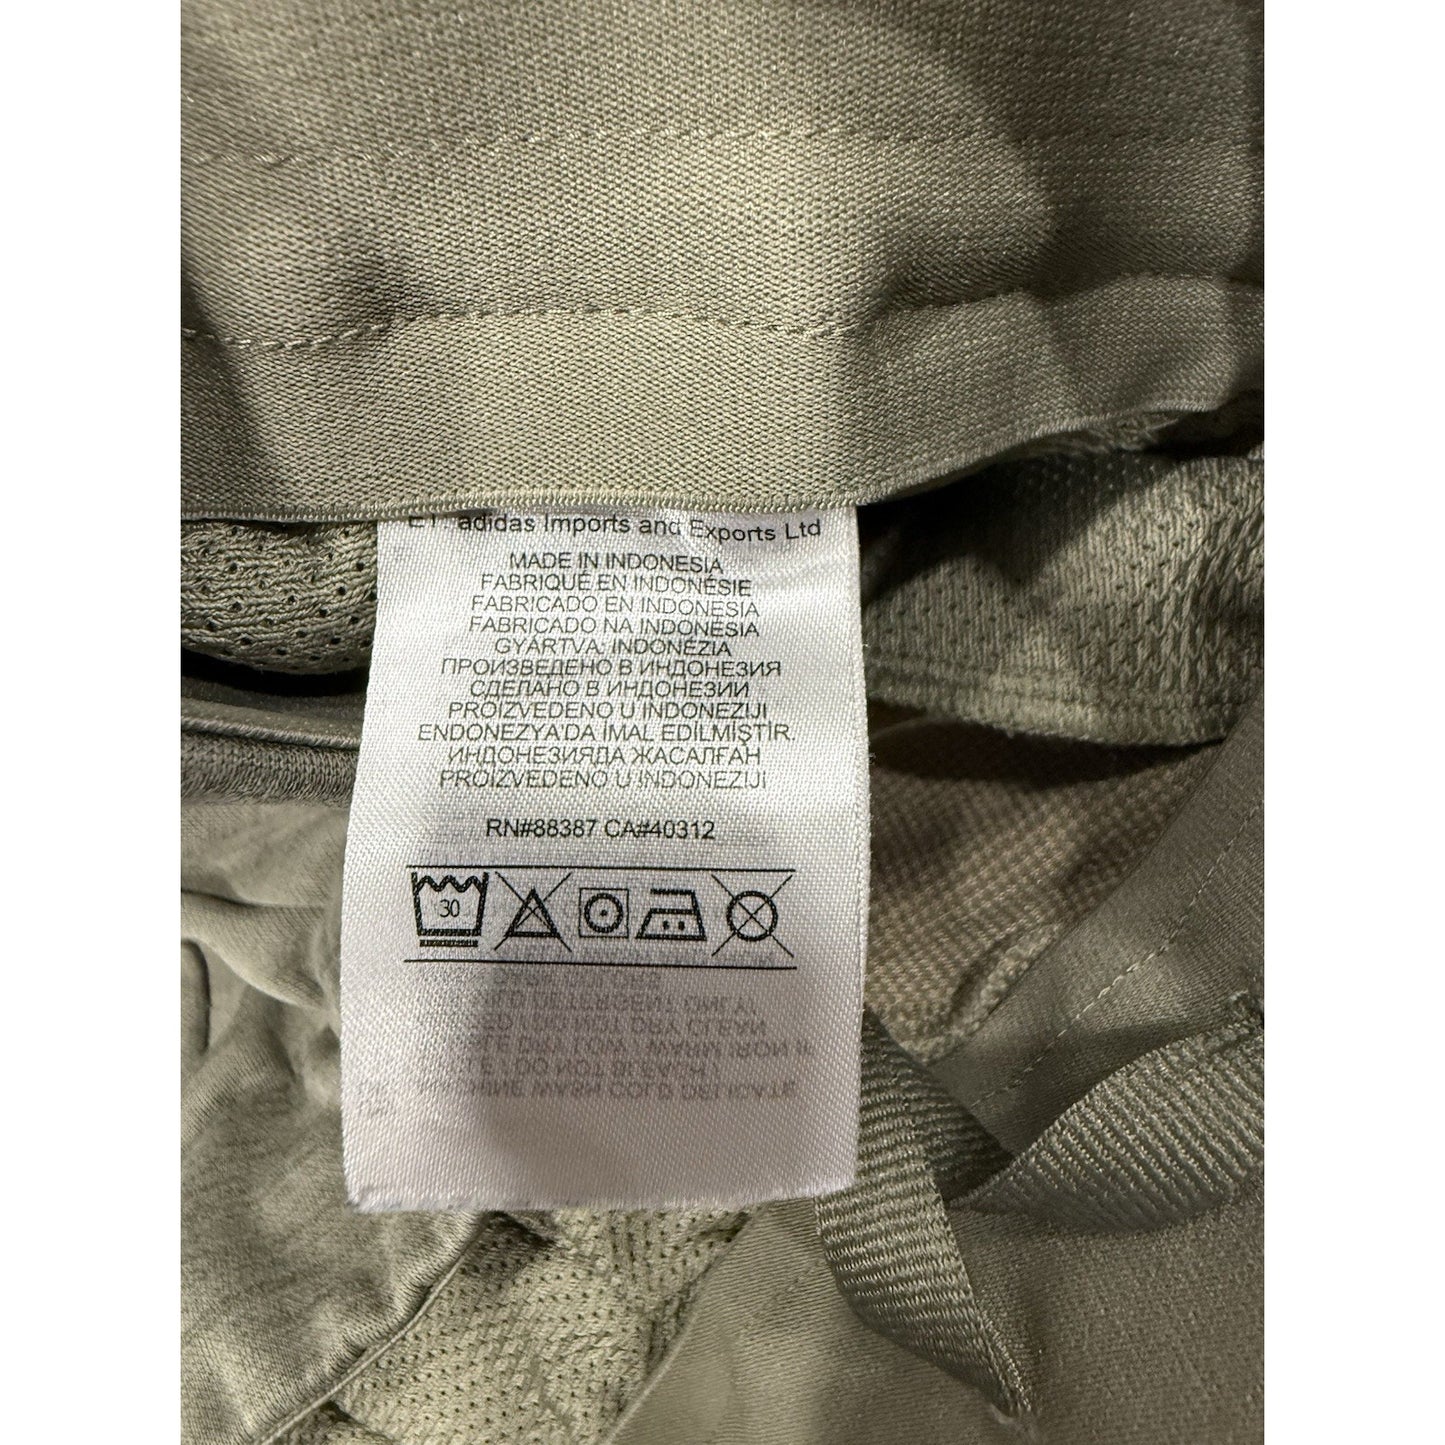 adidas Imports and Exports Ltd
MADE IN INDONESIA
FABRIQUÉ EN INDONÉSIE
FABRICADO EN INDONESIA
FABRICADO NA INDONÉSIA
GYÁRTVA: INDONÉZIA
ПРОИЗВЕДЕНО В ИНДОНЕЗИЯ
СДЕЛАНО В ИНДОНЕЗИИ
PROIZVEDENO U INDONEZIJI
ENDONEZYA'DA İMAL EDİLMİŞTİR.
ИНДОНЕЗИЯДА ЖАСАЛҒАН
PROIZVEDENO U INDONEZIJI
RN#88387 CA#40312
30